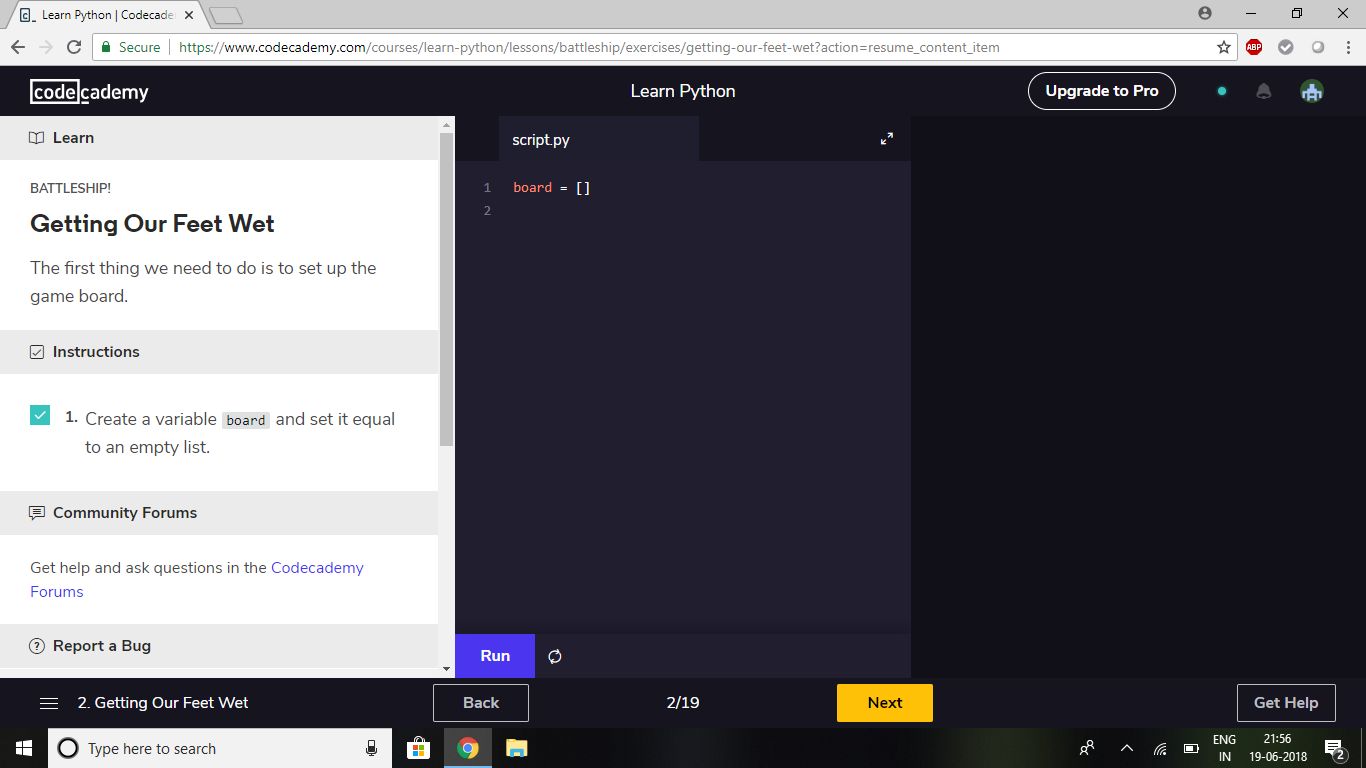 Learn Python | Codecade
Secure
https://www.codecademy.com/courses/learn-python/lessons/battleship/exercises/getting-our-feet-wet?action=resume_content_item
ABP
codecademy
Learn Python
Upgrade to Pro
Learn
BATTLESHIP!
Getting Our Feet Wet
The first thing we need to do is to set up the
game board.
Instructions
1. Create a variable board and set it equal
to an empty list.
Community Forums
Get help and ask questions in the Codecademy
Forums
Report a Bug
script.py
1 board = []
2
Run
2. Getting Our Feet Wet
Back
2/19
Next
Get Help
Type here to search
ENG
IN
21:56
19-06-2018
2